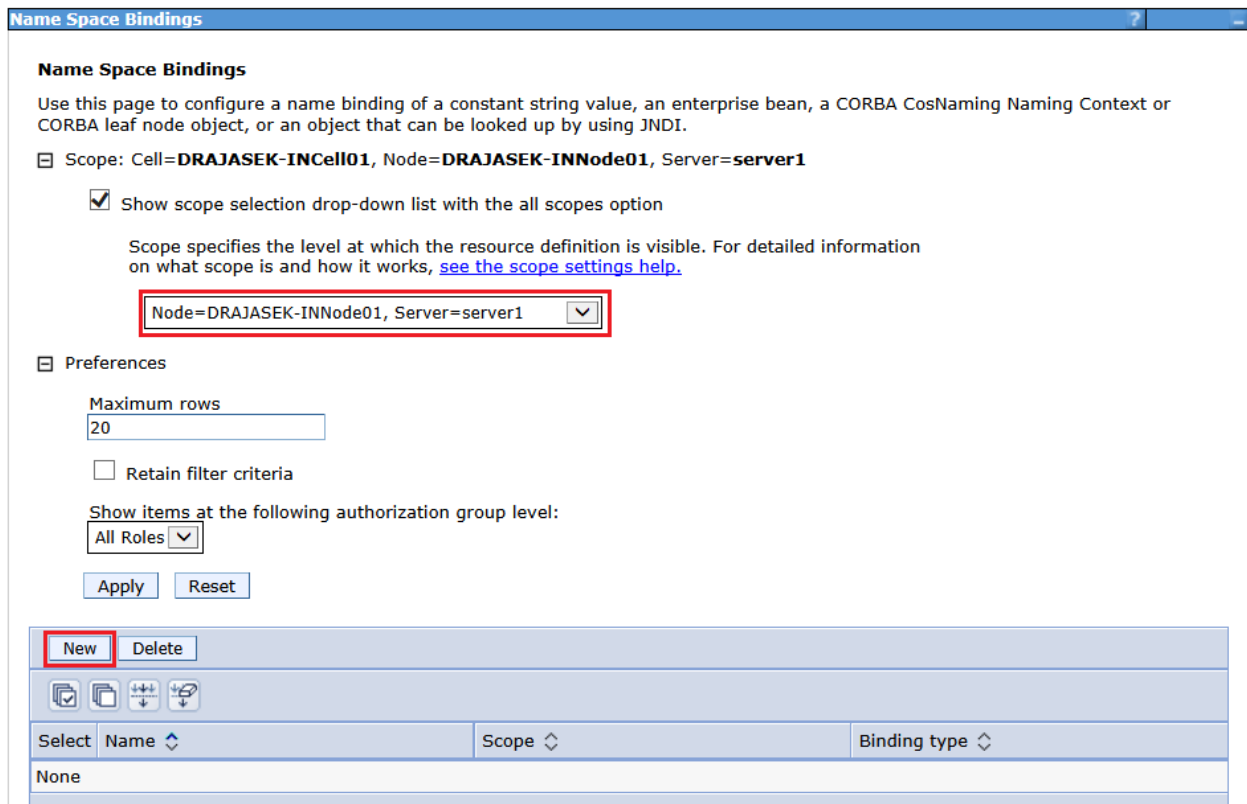 Name Space Bindings
?
Name Space Bindings
Use this page to configure a name binding of a constant string value, an enterprise bean, a CORBA CosNaming Naming Context or
CORBA leaf node object, or an object that can be looked up by using JNDI.
Scope: Cell=DRAJASEK-INCell01, Node=DRAJASEK-INNode01, Server=server1
Show scope selection drop-down list with the all scopes option
Scope specifies the level at which the resource definition is visible. For detailed information
on what scope is and how it works, see the scope settings help.
Node=DRAJASEK-INNode01, Server=server1
Preferences
Maximum rows
20
Retain filter criteria
Show items at the following authorization group level:
All Roles
Apply Reset
New Delete
Select Name Scope Binding type
None